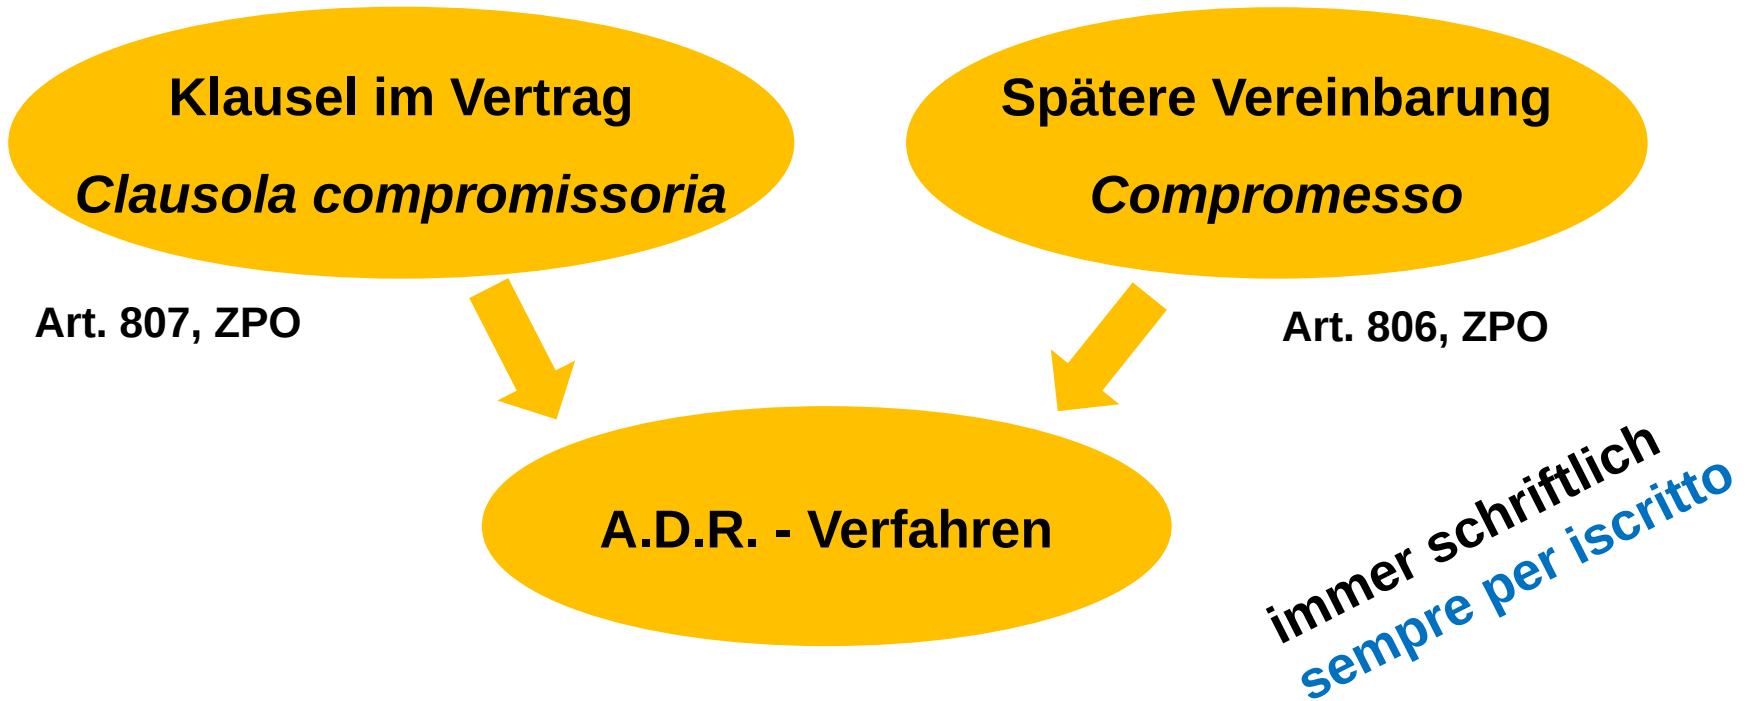 Klausel im Vertrag
Clausola compromissoria
Spätere Vereinbarung
Compromesso
Art. 807, ZPO
Art. 806, ZPO
A.D.R. - Verfahren
immer schriftlich
sempre per iscritto